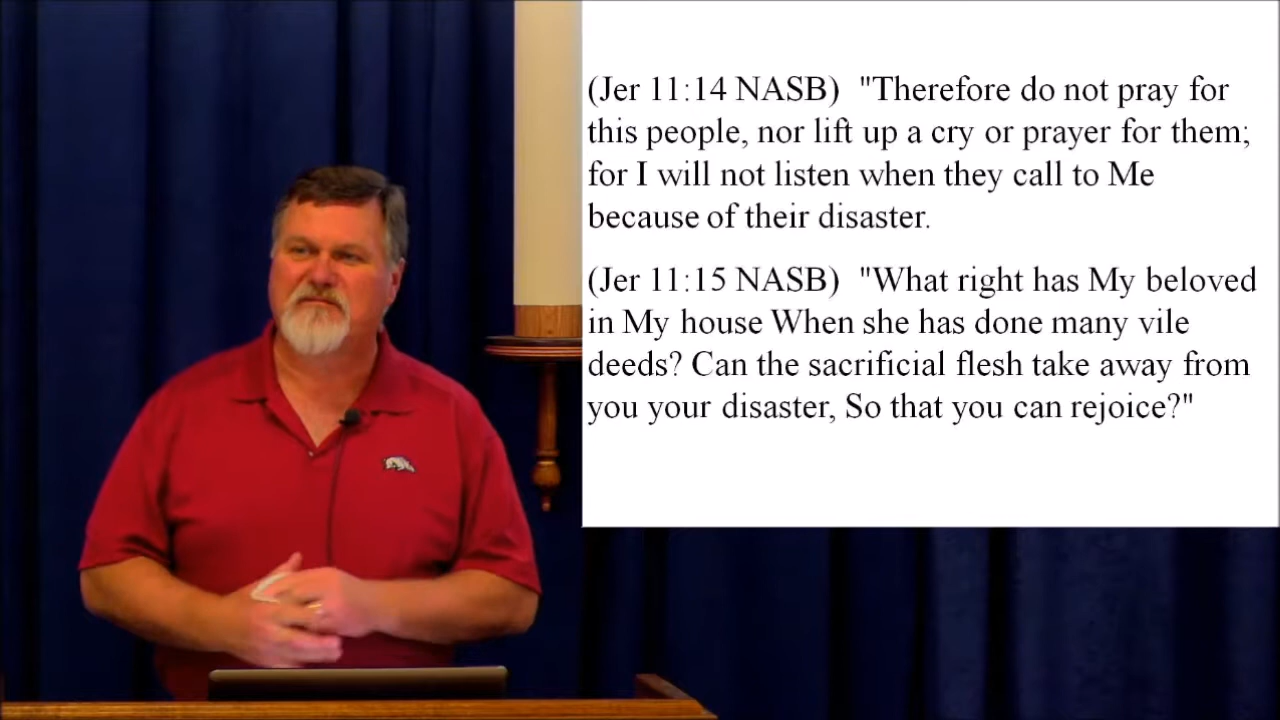 (Jer 11:14 NASB)  "Therefore do not pray for
this people, nor lift up a cry or prayer for them;
for I will not listen when they call to Me
because of their disaster.
(Jer 11:15 NASB)  "What right has My beloved
in My house When she has done many vile
deeds? Can the sacrificial flesh take away from
you your disaster, So that you can rejoice?"